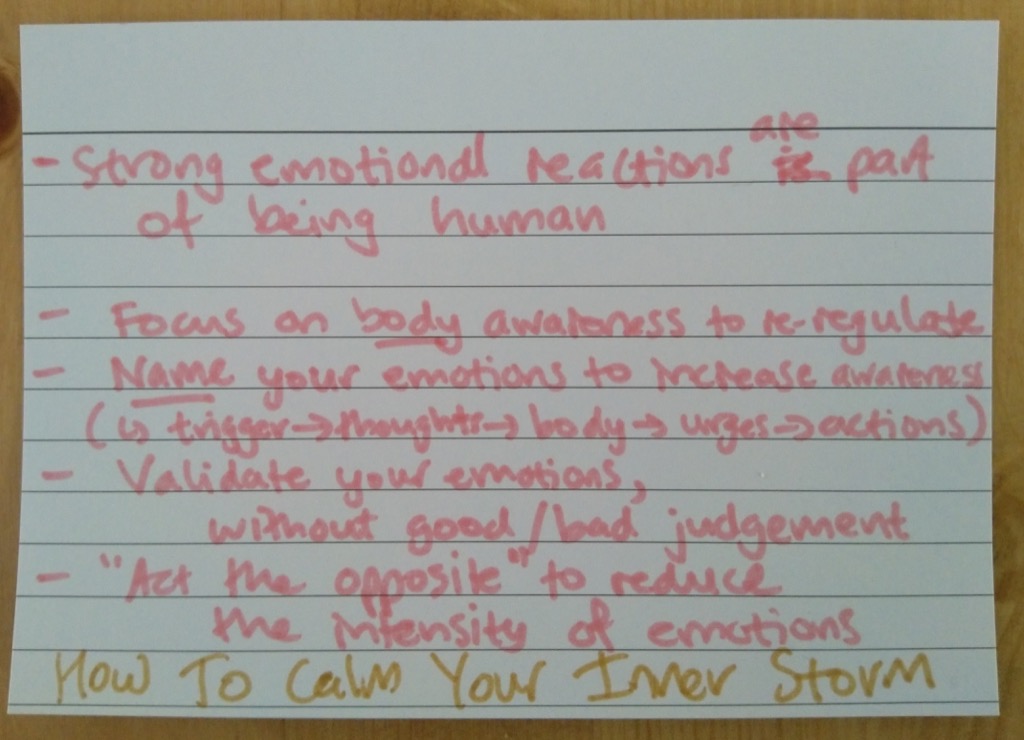 - Strong emotional reactions are is part
of being human
- Focus on body awareness to re-regulate
- Name your emotions to increase awareness
(↳ trigger → thoughts → body → urges → actions)
- Validate your emotions,
without good/bad judgement
- "Act the opposite" to reduce
the intensity of emotions
How To Calm Your Inner Storm